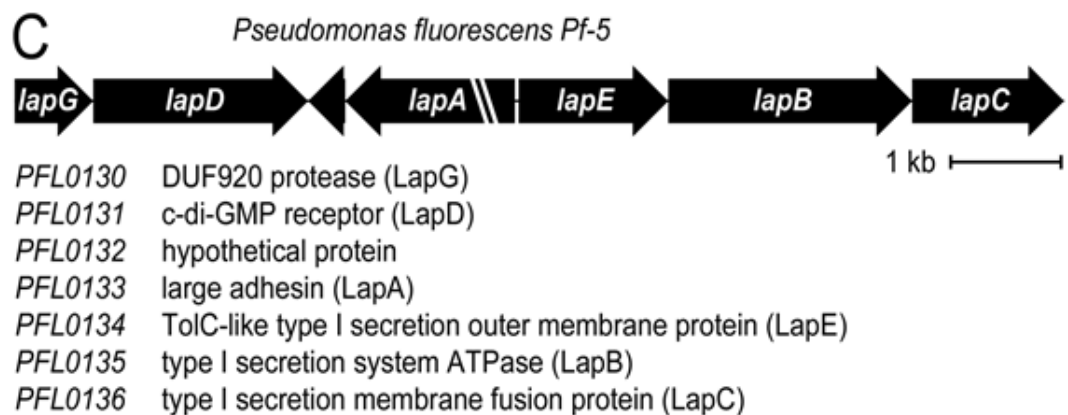 C
Pseudomonas fluorescens Pf-5
lapG lapD lapA lapE lapB lapC
1 kb
PFL0130 DUF920 protease (LapG)
PFL0131 c-di-GMP receptor (LapD)
PFL0132 hypothetical protein
PFL0133 large adhesin (LapA)
PFL0134 TolC-like type I secretion outer membrane protein (LapE)
PFL0135 type I secretion system ATPase (LapB)
PFL0136 type I secretion membrane fusion protein (LapC)